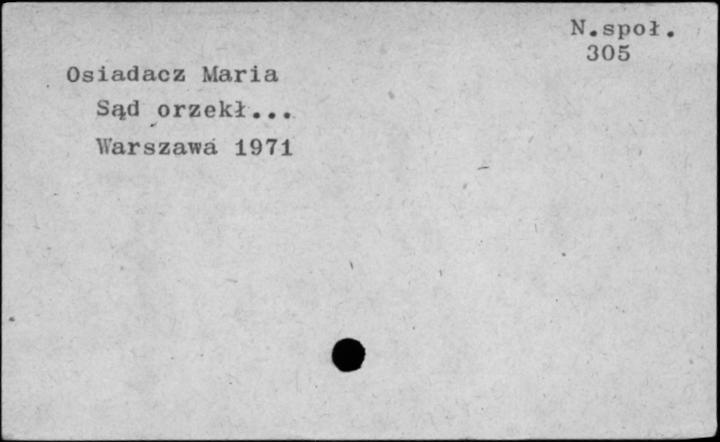 N.społ.
305
Osiadacz Maria
Sąd orzekł...
Warszawa 1971